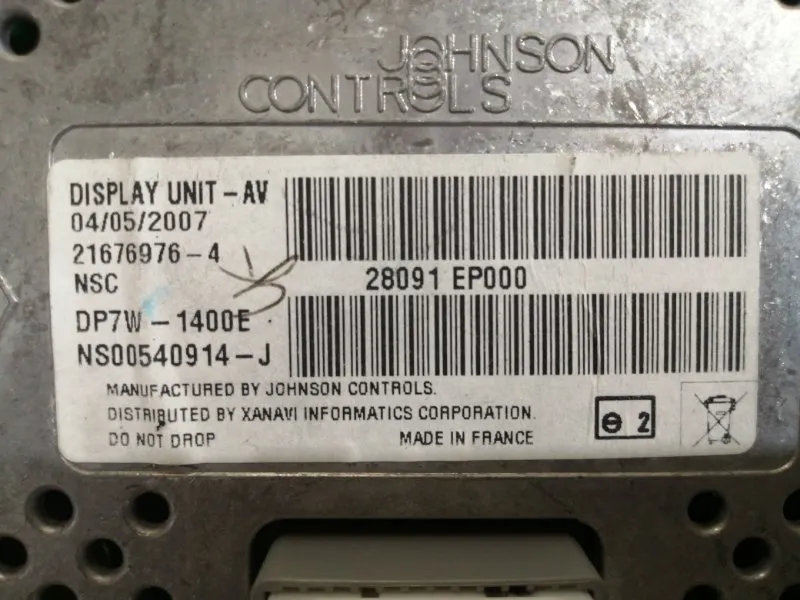 JOHNSON
CONTROLS
DISPLAY UNIT - AV
04/05/2007
21676976-4
NSC
28091 EP000
DP7W-1400E
NS00540914-J
MANUFACTURED BY JOHNSON CONTROLS.
DISTRIBUTED BY XANAVI INFORMATICS CORPORATION.
DO NOT DROP
MADE IN FRANCE
2